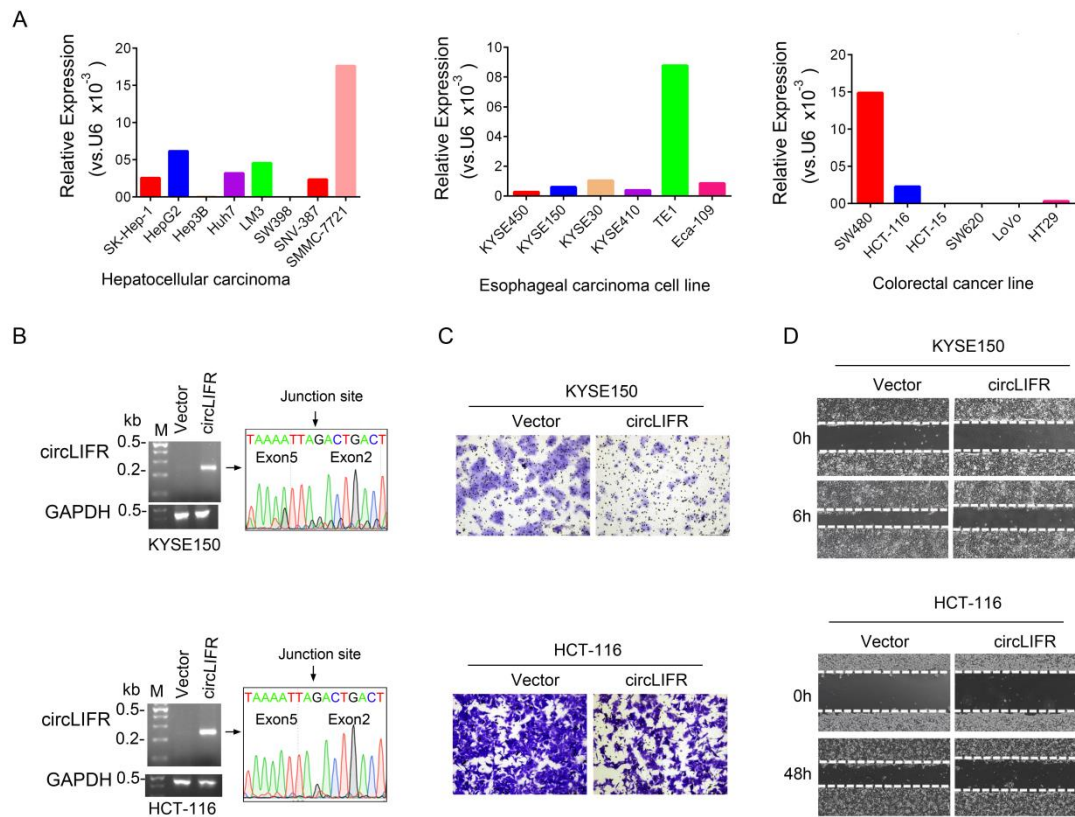 A
Relative Expression
(vs.U6 x10-3)
20
15
10
05
00
SK-Hep-1
HepG2
Hep3B
Huh7
LM3
SW398
SNV-387
SMMC-7721
Hepatocellular carcinoma
Relative Expression
(vs.U6 x10-3)
10
08
06
04
02
00
KYSE450
KYSE150
KYSE30
KYSE410
TE1
Eca-109
Esophageal carcinoma cell line
Relative Expression
(vs.U6 x10-3)
20
15
10
05
00
SW480
HCT-116
HCT-15
SW620
LoVo
HT29
Colorectal cancer line
B
kb
M
Vector
circLIFR
circLIFR
0.5-
0.2-
GAPDH
0.5-
KYSE150
Junction site
TAAAATTAGACTGACT
Exon5
Exon2
kb
M
Vector
circLIFR
circLIFR
0.5-
0.2-
GAPDH
0.5-
HCT-116
Junction site
TAAAATTAGACTGACT
Exon5
Exon2
C
KYSE150
Vector circLIFR
HCT-116
Vector circLIFR
D
KYSE150
Vector circLIFR
0h
6h
HCT-116
Vector circLIFR
0h
48h